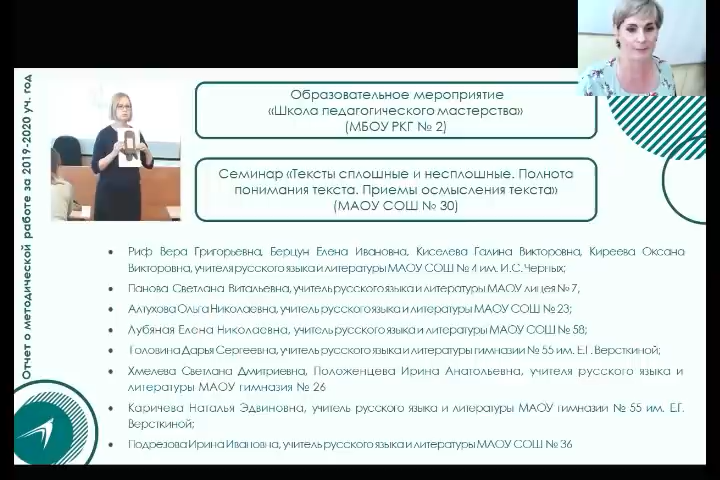 Отчет о методической работе за 2019-2020 уч. год
Образовательное мероприятие
«Школа педагогического мастерства»
(МБОУ РКГ № 2)
Семинар «Тексты сплошные и несплошные. Полнота
понимания текста. Приемы осмысления текста»
(МАОУ СОШ № 30)
• Риф Вера Григорьевна, Берцун Елена Ивановна, Киселева Галина Викторовна, Киреева Оксана
Викторовна, учителя русского языка и литературы МАОУ СОШ № 4 им. И.С. Черных;
• Панова Светлана Витальевна, учитель русского языка и литературы МАОУ лицея № 7,
• Алтухова Ольга Николаевна, учитель русского языка и литературы МАОУ СОШ № 23;
• Лубяная Елена Николаевна, учитель русского языка и литературы МАОУ СОШ № 58;
• Головина Дарья Сергеевна, учитель русского языка и литературы гимназии № 55 им. Е.Г. Версткиной;
• Хмелева Светлана Дмитриевна, Положенцева Ирина Анатольевна, учителя русского языка и
литературы МАОУ гимназия № 26
• Каричева Наталья Эдвиновна, учитель русского языка и литературы МАОУ гимназии № 55 им. Е.Г.
Версткиной;
• Подрезова Ирина Ивановна, учитель русского языка и литературы МАОУ СОШ № 36